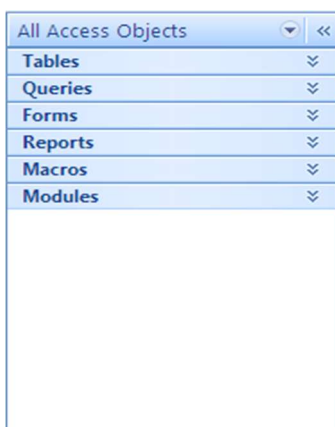 All Access Objects
Tables
Queries
Forms
Reports
Macros
Modules